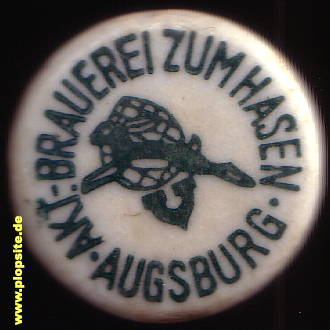 AKT.-BRAUEREI ZUM HASEN
· AUGSBURG ·
© www.plopsite.de